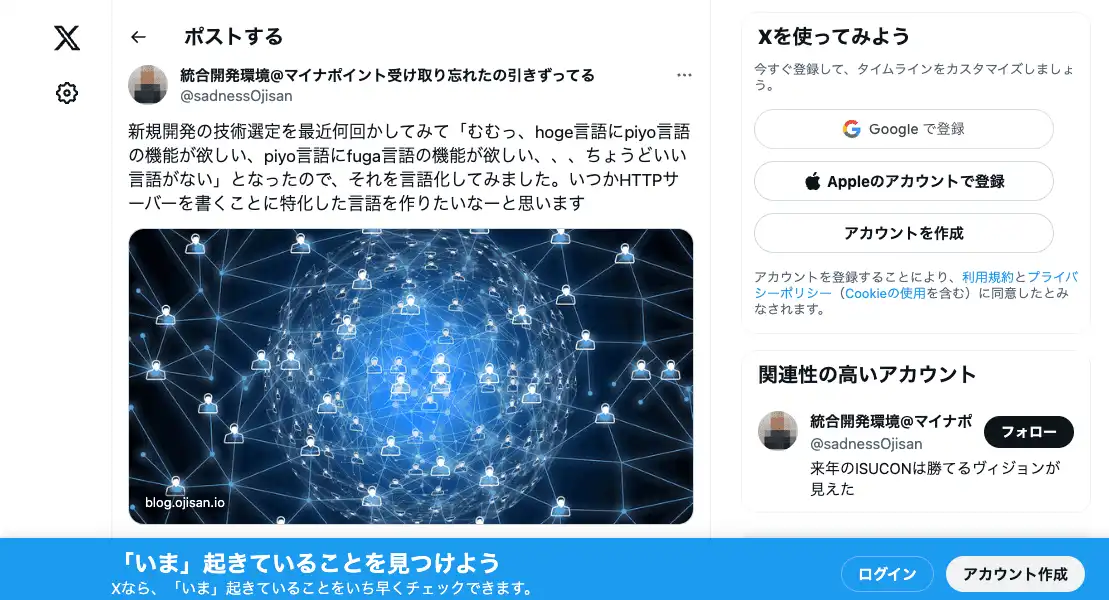 ポストする
統合開発環境@マイナポイント受け取り忘れたの引きずってる
@sadnessOjisan
新規開発の技術選定を最近何回かしてみて「むむっ、hoge言語にpiyo言語
の機能が欲しい、piyo言語にfuga言語の機能が欲しい、、、ちょうどいい
言語がない」となったので、それを言語化してみました。いつかHTTPサ
ーバーを書くことに特化した言語を作りたいなーと思います
blog.ojisan.io
Xを使ってみよう
今すぐ登録して、タイムラインをカスタマイズしましょ
う。
Google で登録
Appleのアカウントで登録
アカウントを作成
アカウントを登録することにより、利用規約とプライバ
シーポリシー（Cookieの使用を含む）に同意したとみ
なされます。
関連性の高いアカウント
統合開発環境@マイナポ
@sadnessOjisan
フォロー
来年のISUCONは勝てるヴィジョンが
見えた
「いま」起きていることを見つけよう
Xなら、「いま」起きていることをいち早くチェックできます。
ログイン
アカウント作成